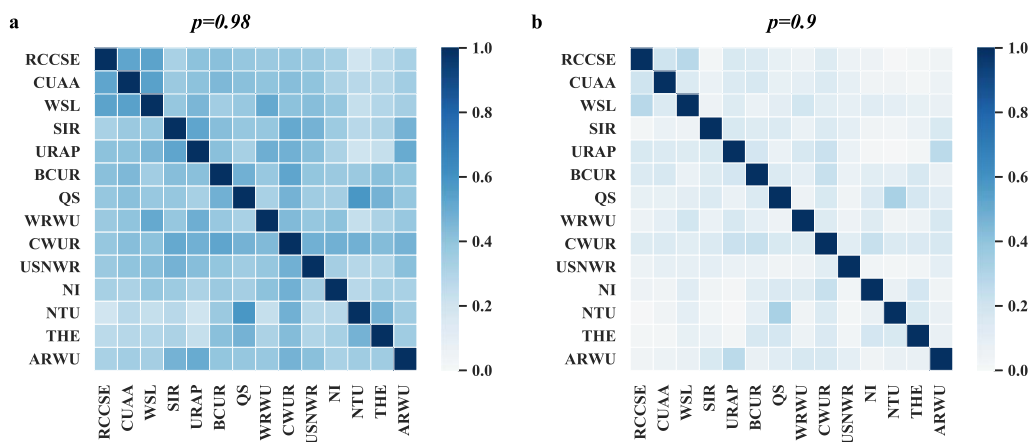 a
p=0.98
RCCSE
CUAA
WSL
SIR
URAP
BCUR
QS
WRWU
CWUR
USNWR
NI
NTU
THE
ARWU
RCCSE CUAA WSL SIR URAP BCUR QS WRWU CWUR USNWR NI NTU THE ARWU
1.0
0.8
0.6
0.4
0.2
0.0
b
p=0.9
RCCSE
CUAA
WSL
SIR
URAP
BCUR
QS
WRWU
CWUR
USNWR
NI
NTU
THE
ARWU
RCCSE CUAA WSL SIR URAP BCUR QS WRWU CWUR USNWR NI NTU THE ARWU
1.0
0.8
0.6
0.4
0.2
0.0